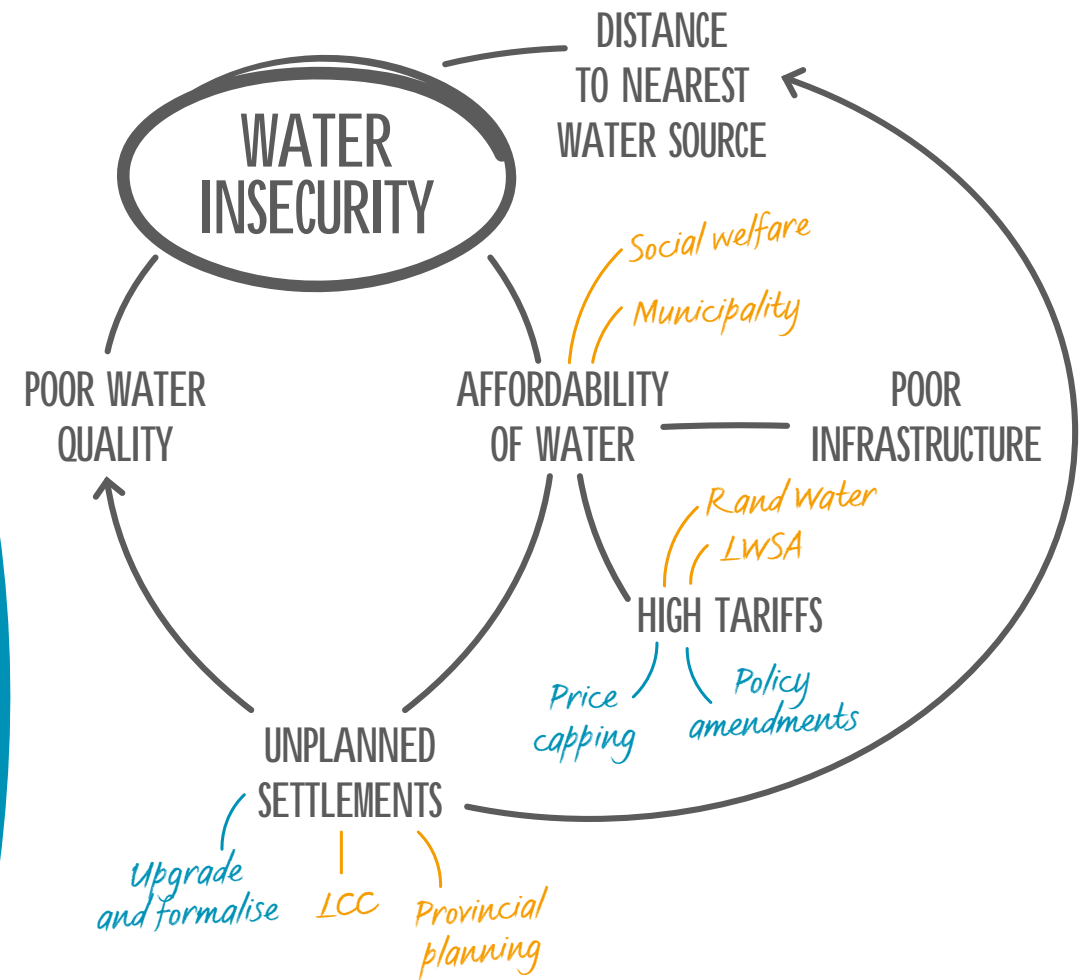 DISTANCE
TO NEAREST
WATER SOURCE
WATER
INSECURITY
Social welfare
Municipality
POOR WATER
QUALITY
AFFORDABILITY
OF WATER
POOR
INFRASTRUCTURE
Rand Water
LWSA
HIGH TARIFFS
Price
capping
Policy
amendments
UNPLANNED
SETTLEMENTS
Upgrade
and formalise
LCC
Provincial
planning